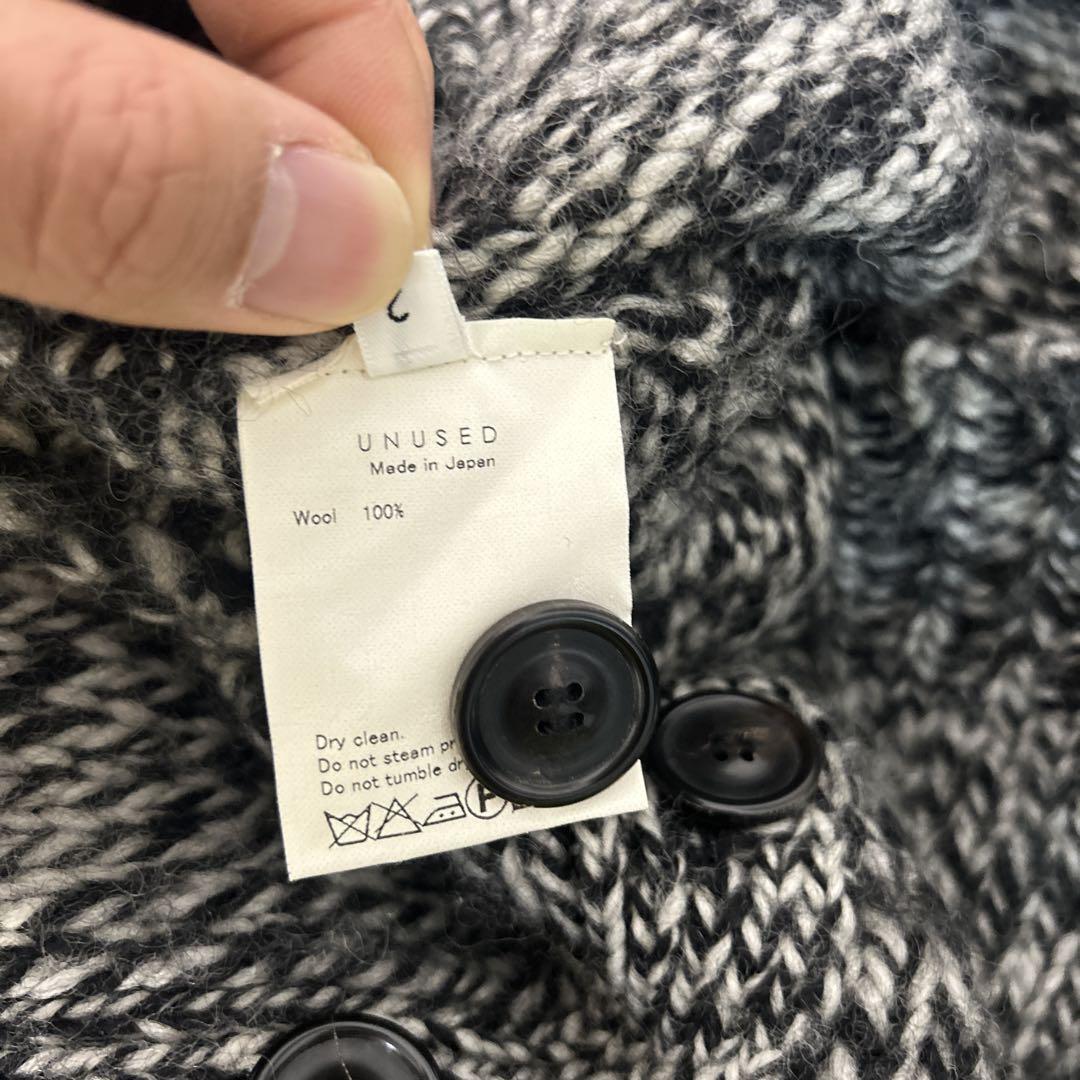 UNUSED
Made in Japan
Wool 100%
Dry clean.
Do not steam
Do not tumble
P